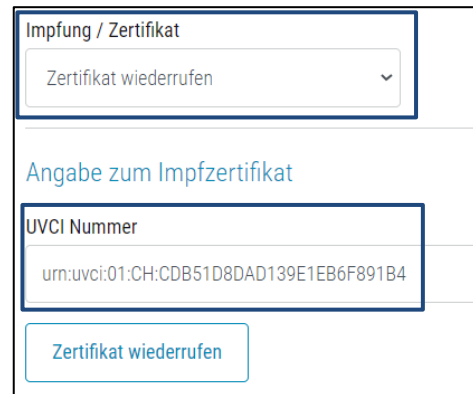 Impfung / Zertifikat
Zertifikat wiederrufen
Angabe zum Impfzertifikat
UVCI Nummer
urn:uvci:01:CH:CDB51D8DAD139E1EB6F891B4
Zertifikat wiederrufen